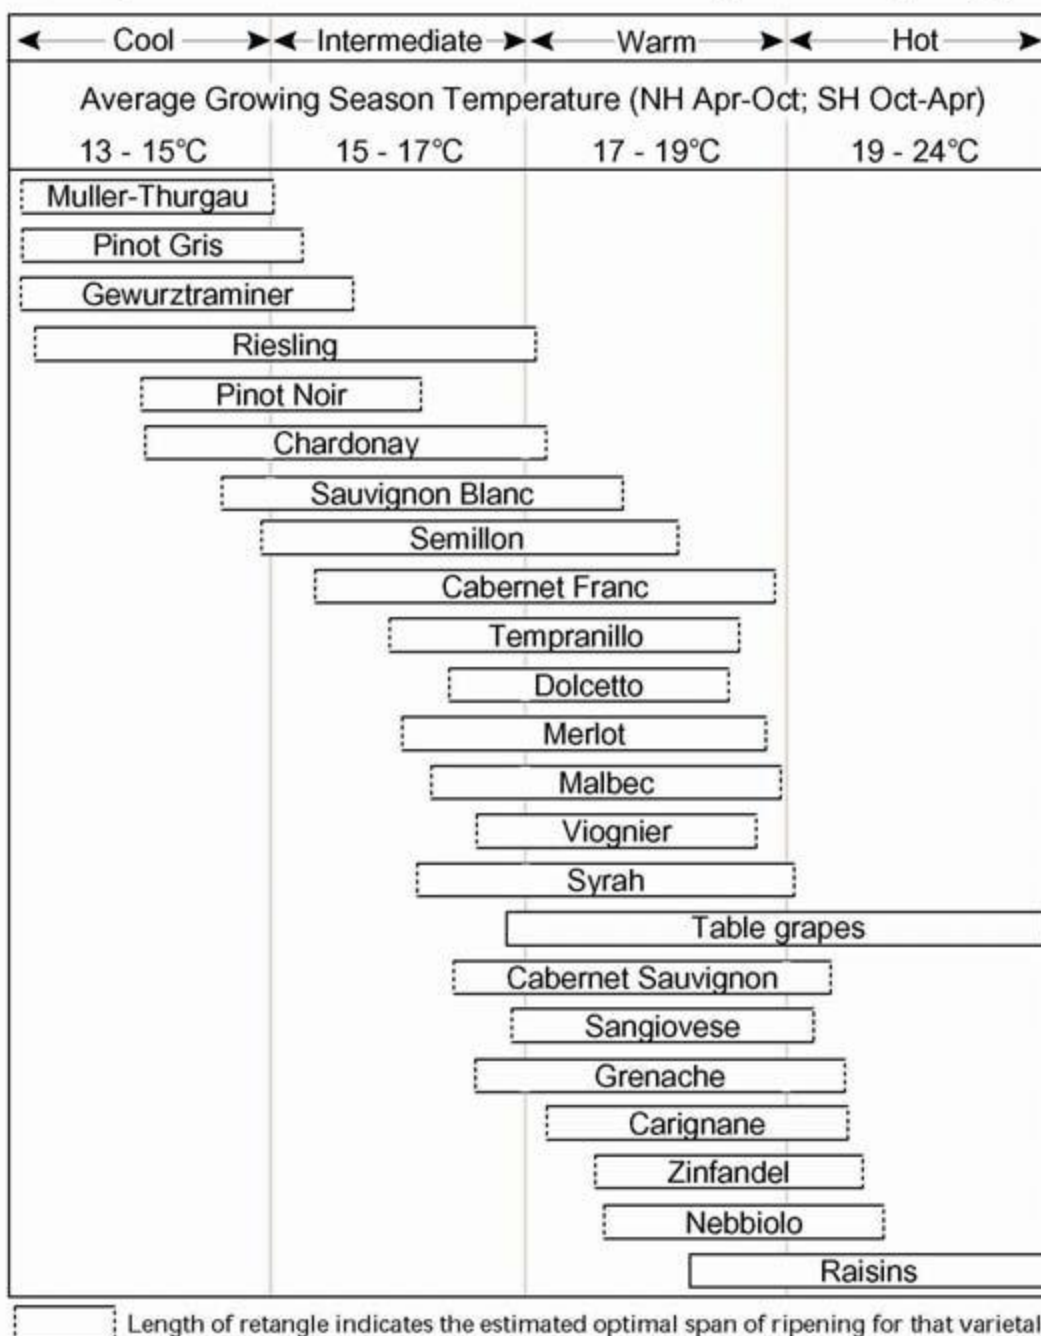 Cool Intermediate Warm Hot
Average Growing Season Temperature (NH Apr-Oct; SH Oct-Apr)
13 - 15°C 15 - 17°C 17 - 19°C 19 - 24°C
Muller-Thurgau
Pinot Gris
Gewurztraminer
Riesling
Pinot Noir
Chardonay
Sauvignon Blanc
Semillon
Cabernet Franc
Tempranillo
Dolcetto
Merlot
Malbec
Viognier
Syrah
Table grapes
Cabernet Sauvignon
Sangiovese
Grenache
Carignane
Zinfandel
Nebbiolo
Raisins
Length of retangle indicates the estimated optimal span of ripening for that varietal